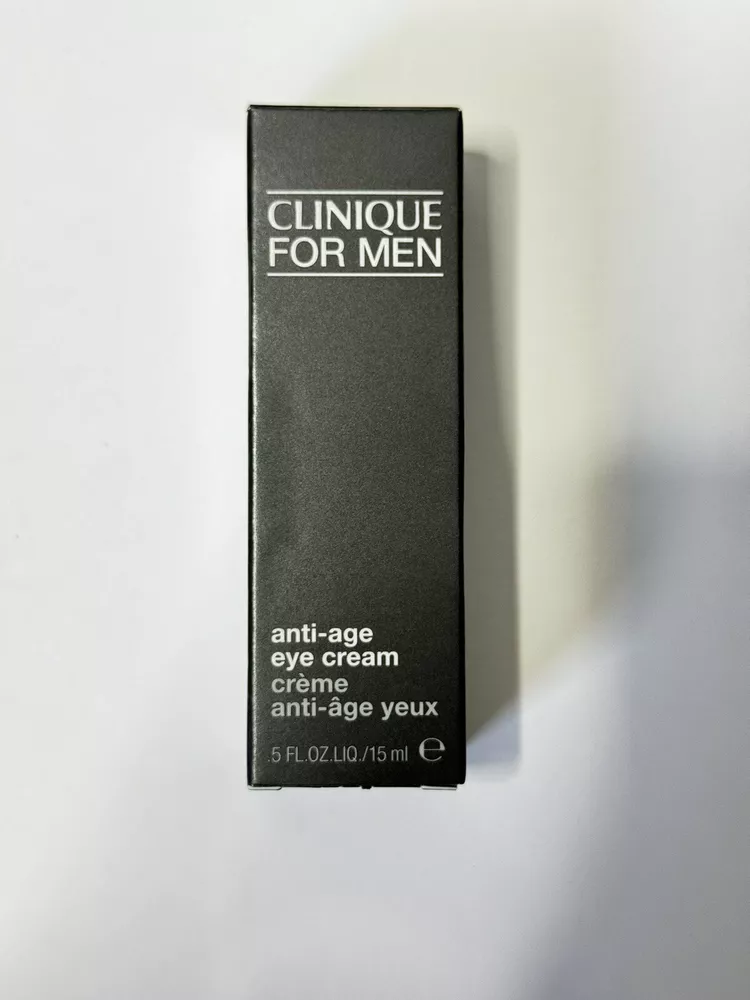 CLINIQUE
FOR MEN
anti-age
eye cream
crème
anti-âge yeux
.5 FL.OZ.LIQ./15 ml ℮